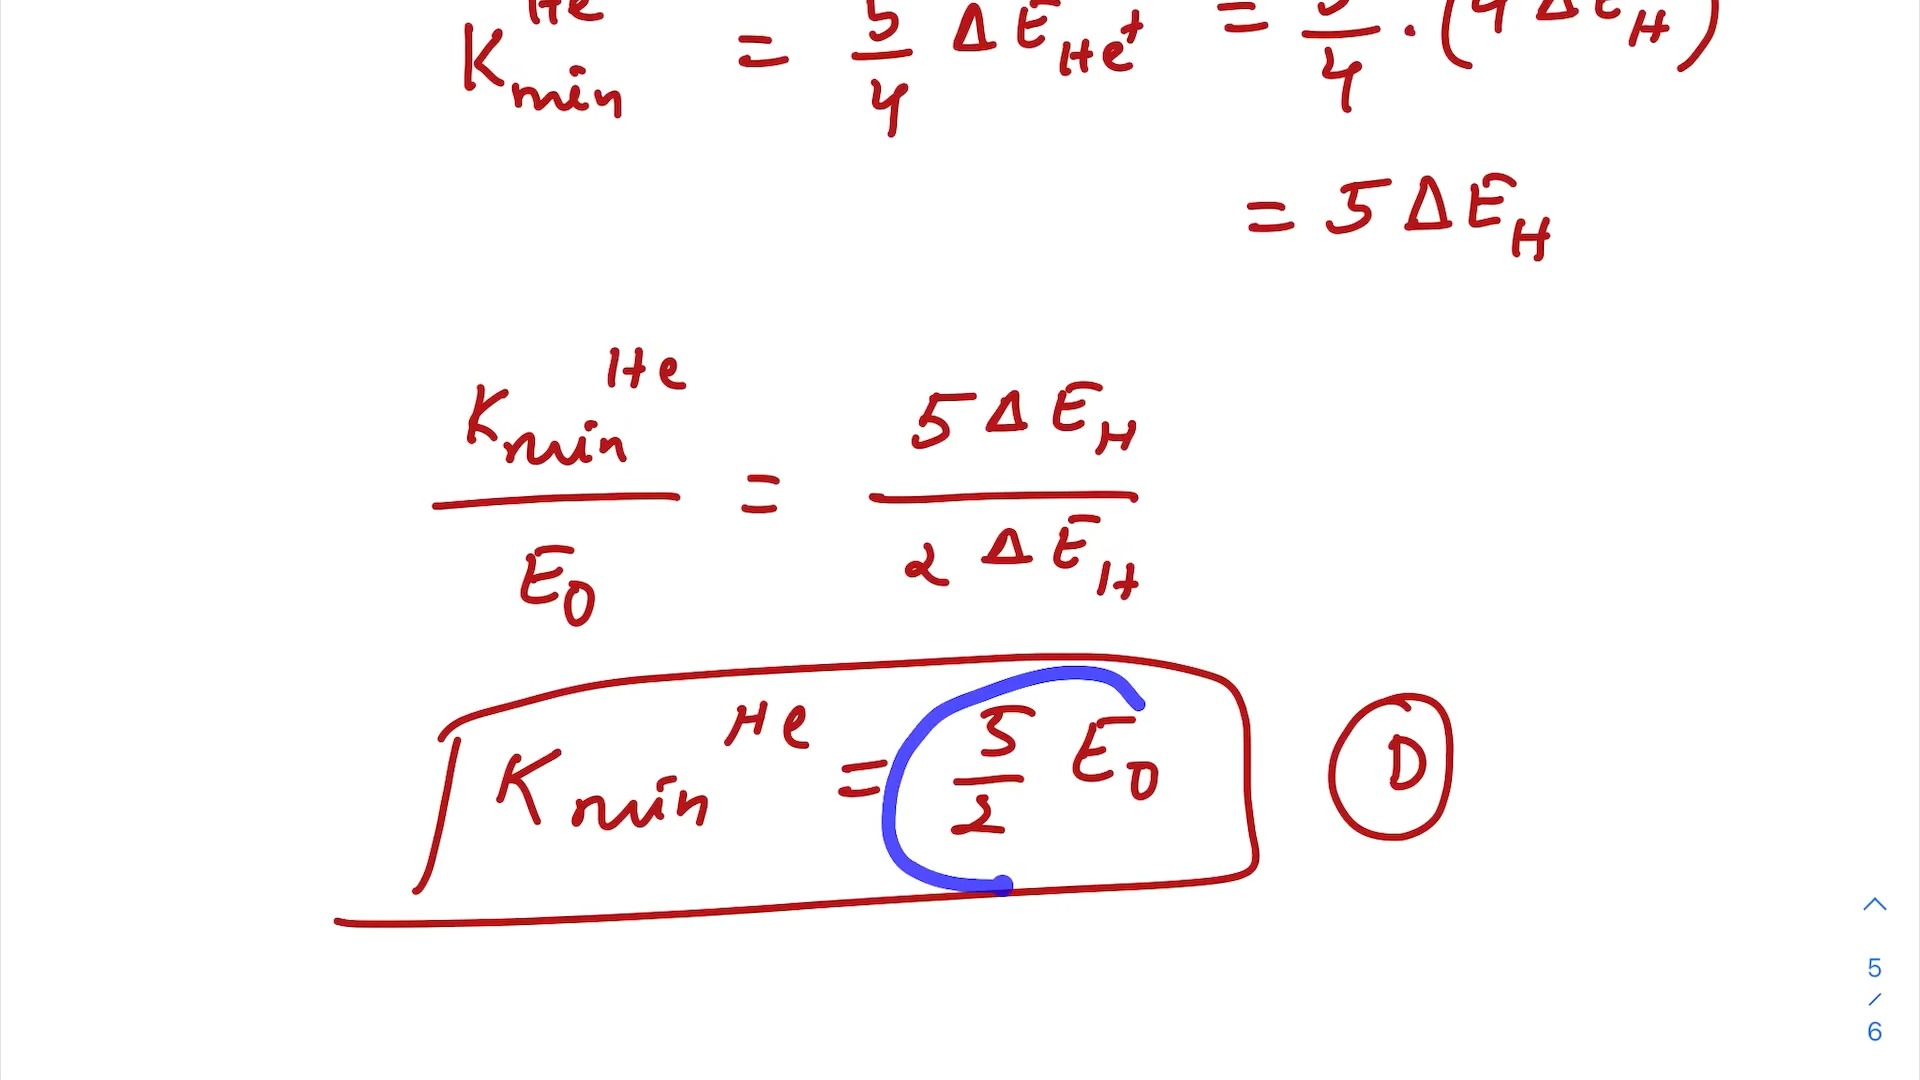 K_min^He = 5/4 ΔE_He+ = 5/4 · (4 ΔE_H)
= 5 ΔE_H
K_min^He / E_0 = 5 ΔE_H / 2 ΔE_H
K_min^He = 5/2 E_0 D
5
/
6